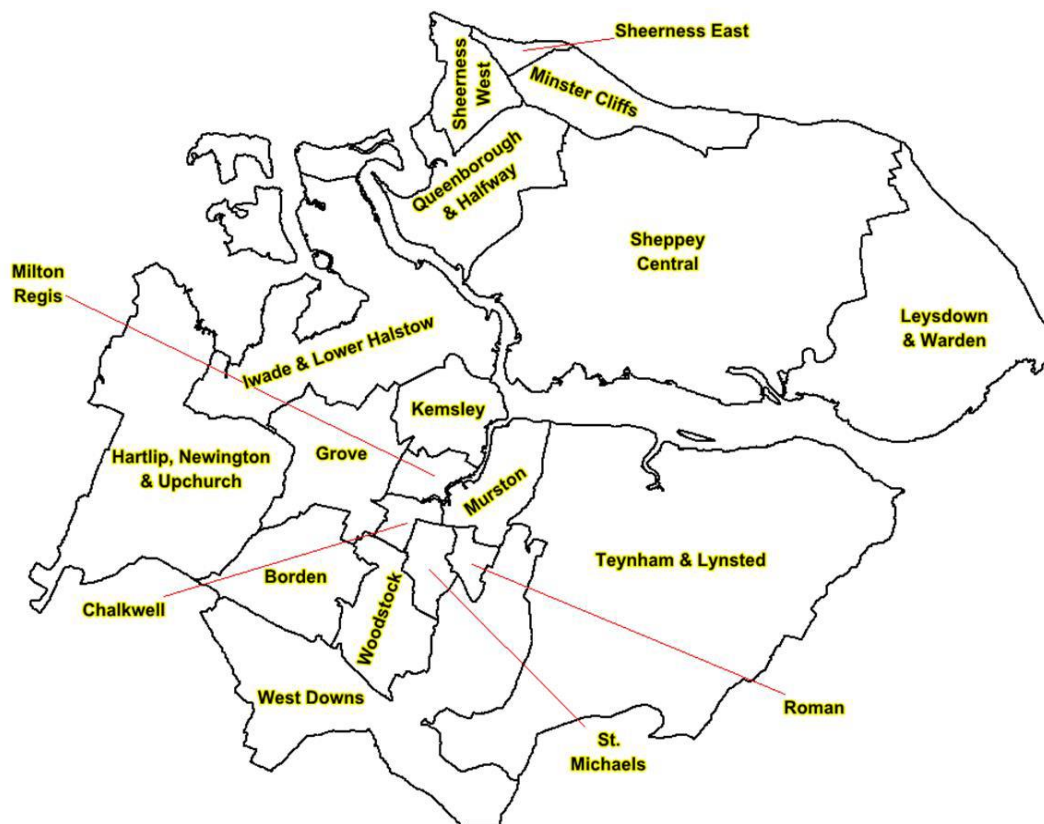 Sheerness East
Sheerness
West
Minster Cliffs
Queenborough
& Halfway
Sheppey
Central
Milton
Regis
Leysdown
& Warden
Iwade & Lower Halstow
Kemsley
Grove
Hartlip, Newington
& Upchurch
Murston
Teynham & Lynsted
Borden
Chalkwell
Woodstock
West Downs
Roman
St.
Michaels